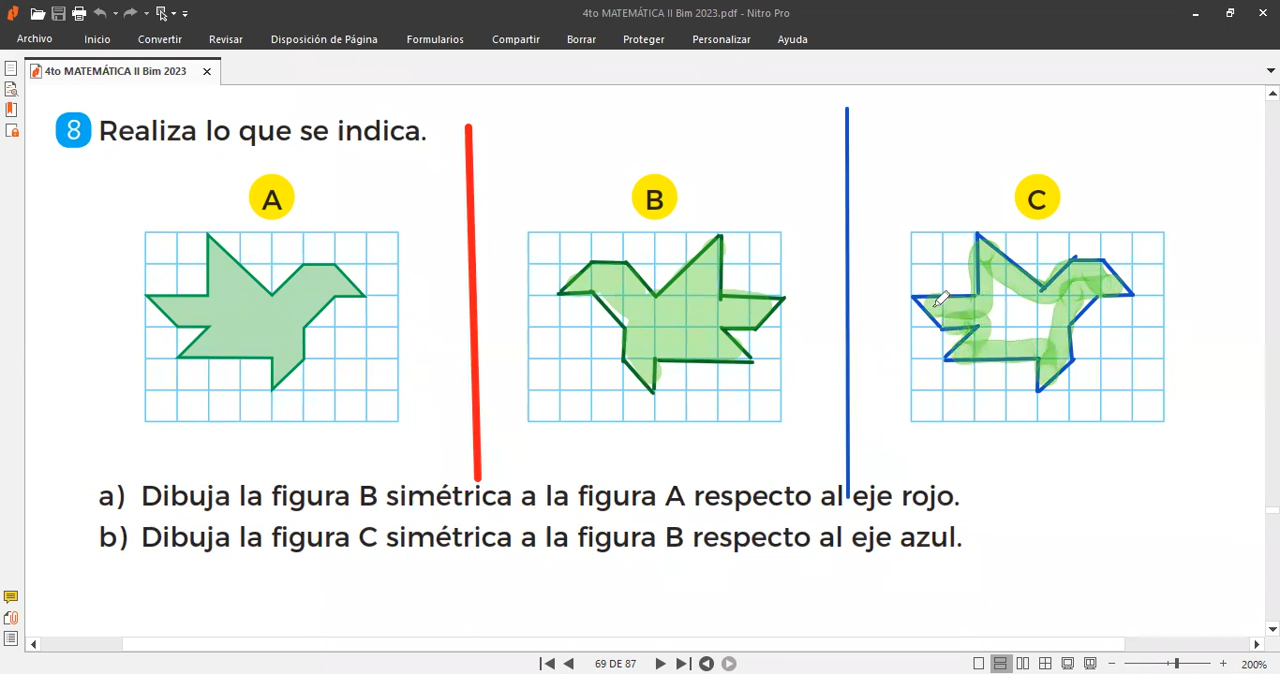 4to MATEMÁTICA II Bim 2023.pdf - Nitro Pro
Archivo Inicio Convertir Revisar Disposición de Página Formularios Compartir Borrar Proteger Personalizar Ayuda
4to MATEMÁTICA II Bim 2023
8 Realiza lo que se indica.
A B C
a) Dibuja la figura B simétrica a la figura A respecto al eje rojo.
b) Dibuja la figura C simétrica a la figura B respecto al eje azul.
69 DE 87
200%